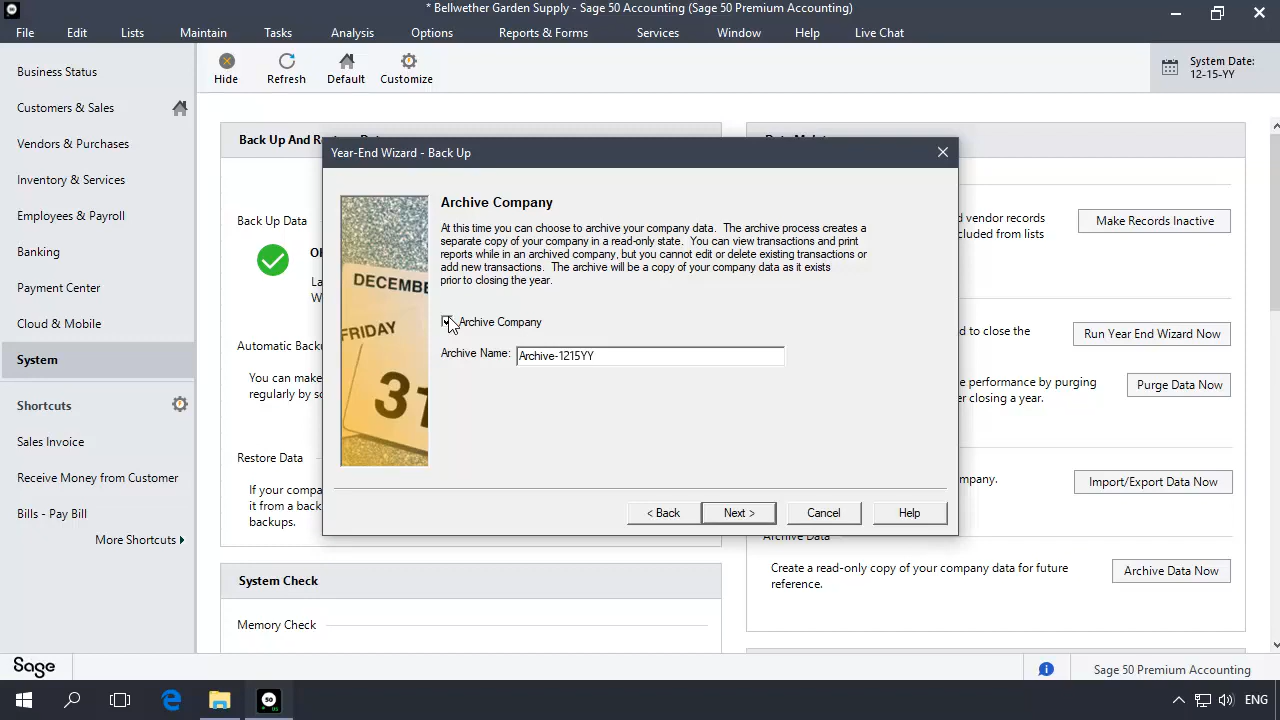 * Bellwether Garden Supply - Sage 50 Accounting (Sage 50 Premium Accounting)
File Edit Lists Maintain Tasks Analysis Options Reports & Forms Services Window Help Live Chat
Business Status
Customers & Sales
Vendors & Purchases
Inventory & Services
Employees & Payroll
Banking
Payment Center
Cloud & Mobile
System
Shortcuts
Sales Invoice
Receive Money from Customer
Bills - Pay Bill
More Shortcuts
Hide Refresh Default Customize
System Date:
12-15-YY
Back Up And
Back Up Data
Automatic
You can make
regularly by
Restore Data
If your
it from a
backups.
System Check
Memory Check
Year-End Wizard - Back Up
DECEMBE
FRIDAY
31
Archive Company
At this time you can choose to archive your company data. The archive process creates a
separate copy of your company in a read-only state. You can view transactions and print
reports while in an archived company, but you cannot edit or delete existing transactions or
add new transactions. The archive will be a copy of your company data as it exists
prior to closing the year.
Archive Company
Archive Name: Archive-1215YY
< Back Next > Cancel Help
vendor records
from lists
Make Records Inactive
to close the
Run Year End Wizard Now
performance by purging
closing a year.
Purge Data Now
Import/Export Data Now
Archive Data
Create a read-only copy of your company data for future
reference.
Archive Data Now
Sage
Sage 50 Premium Accounting
50
ENG